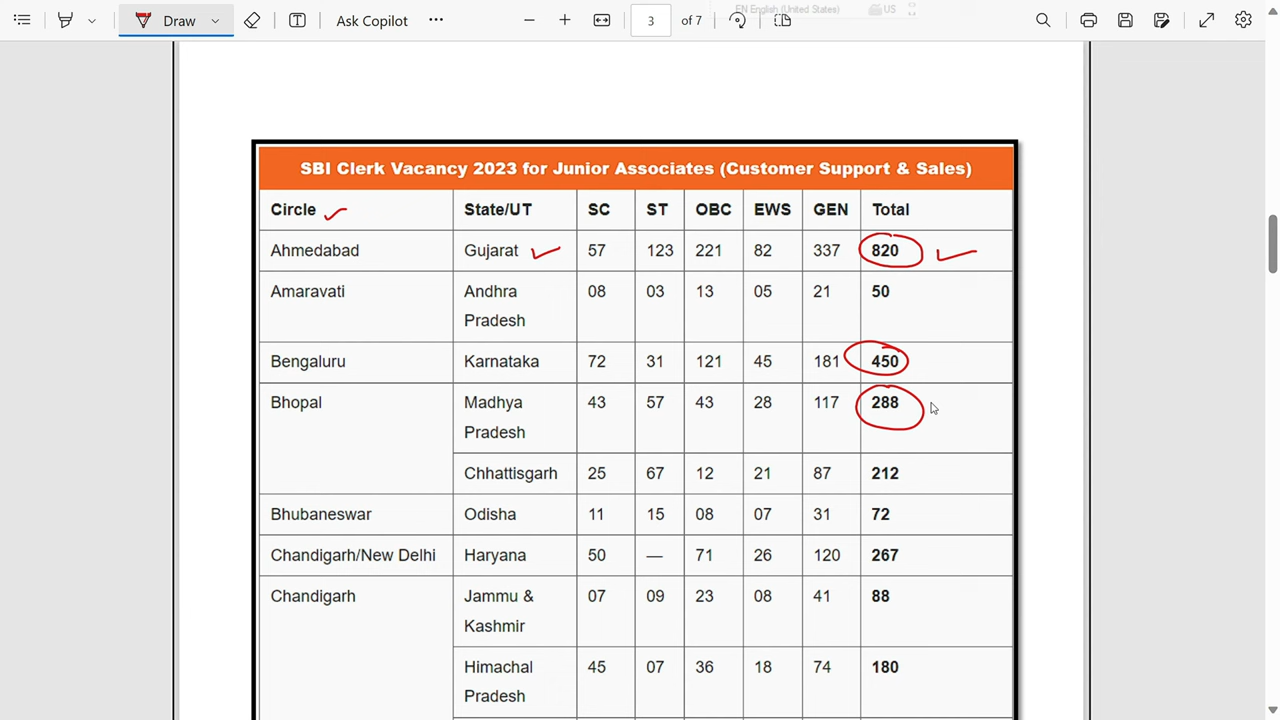 Draw
Ask Copilot
3
of 7
EN English (United States)
US
SBI Clerk Vacancy 2023 for Junior Associates (Customer Support & Sales)
Circle State/UT SC ST OBC EWS GEN Total
Ahmedabad Gujarat 57 123 221 82 337 820
Amaravati Andhra 08 03 13 05 21 50
Pradesh
Bengaluru Karnataka 72 31 121 45 181 450
Bhopal Madhya 43 57 43 28 117 288
Pradesh
Chhattisgarh 25 67 12 21 87 212
Bhubaneswar Odisha 11 15 08 07 31 72
Chandigarh/New Delhi Haryana 50 — 71 26 120 267
Chandigarh Jammu & 07 09 23 08 41 88
Kashmir
Himachal 45 07 36 18 74 180
Pradesh